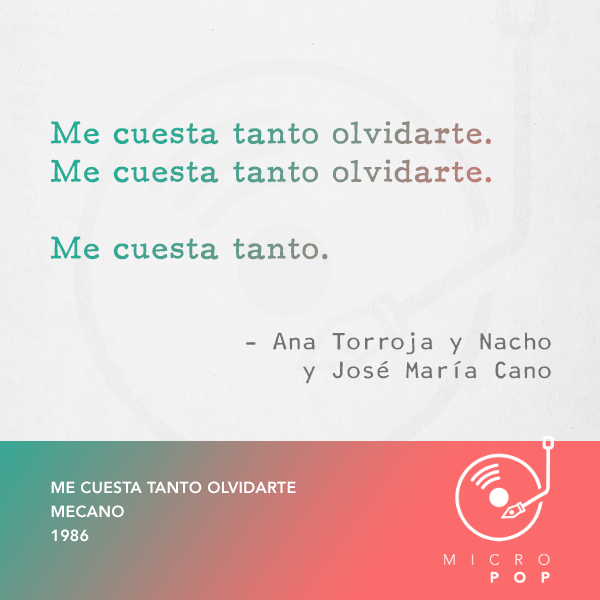 Me cuesta tanto olvidarte.
Me cuesta tanto olvidarte.
Me cuesta tanto.
- Ana Torroja y Nacho
y José María Cano
ME CUESTA TANTO OLVIDARTE
MECANO
1986
MICRO
POP